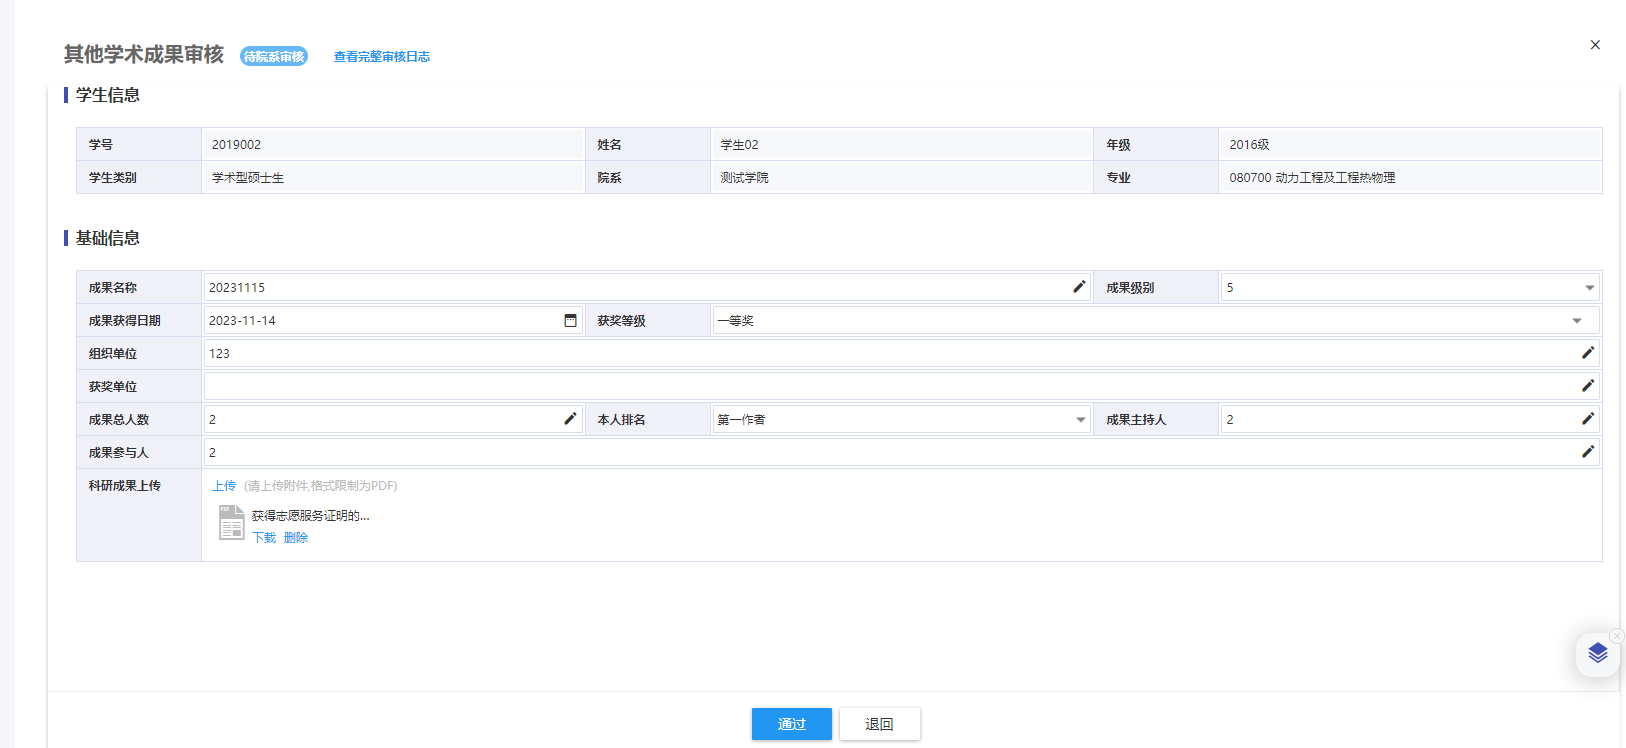 其他学术成果审核 待院系审核 查看完整审核日志
学生信息
学号 2019002 姓名 学生02 年级 2016级
学生类别 学术型硕士生 院系 测试学院 专业 080700 动力工程及工程热物理
基础信息
成果名称 20231115 成果级别 5
成果获得日期 2023-11-14 获奖等级 一等奖
组织单位 123
获奖单位
成果总人数 2 本人排名 第一作者 成果主持人 2
成果参与人 2
科研成果上传 上传 (请上传附件,格式限制为PDF)
PDF 获得志愿服务证明的...
下载 删除
通过 退回